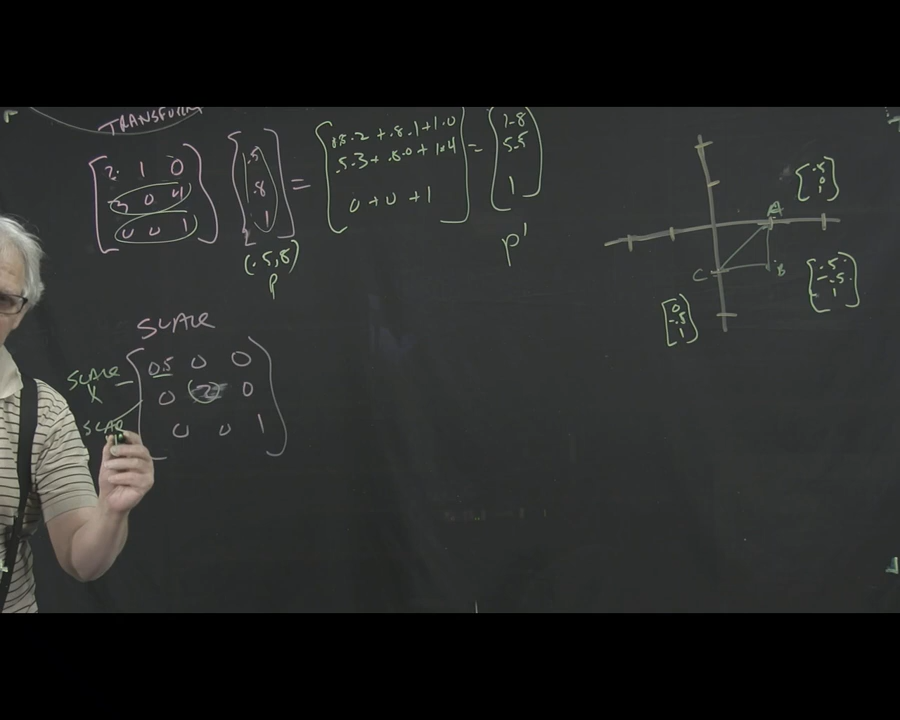 TRANSFORM
[2 1 0] [.5] [.5.2 + .8.1 + 1.0] [1.8]
[3 0 4] [.8] = [.5.3 + .8.0 + 1.4] = [5.5]
[0 0 1] [1] [0 + 0 + 1] [1]
(.5, .8)
P
P'
SCALE
SCALE X
[0.5 0 0]
[0 2 0]
[0 0 1]
SCAL
A
[.5]
[0]
[1]
C
B
[.5]
[-.5]
[1]
[0]
[-.5]
[1]